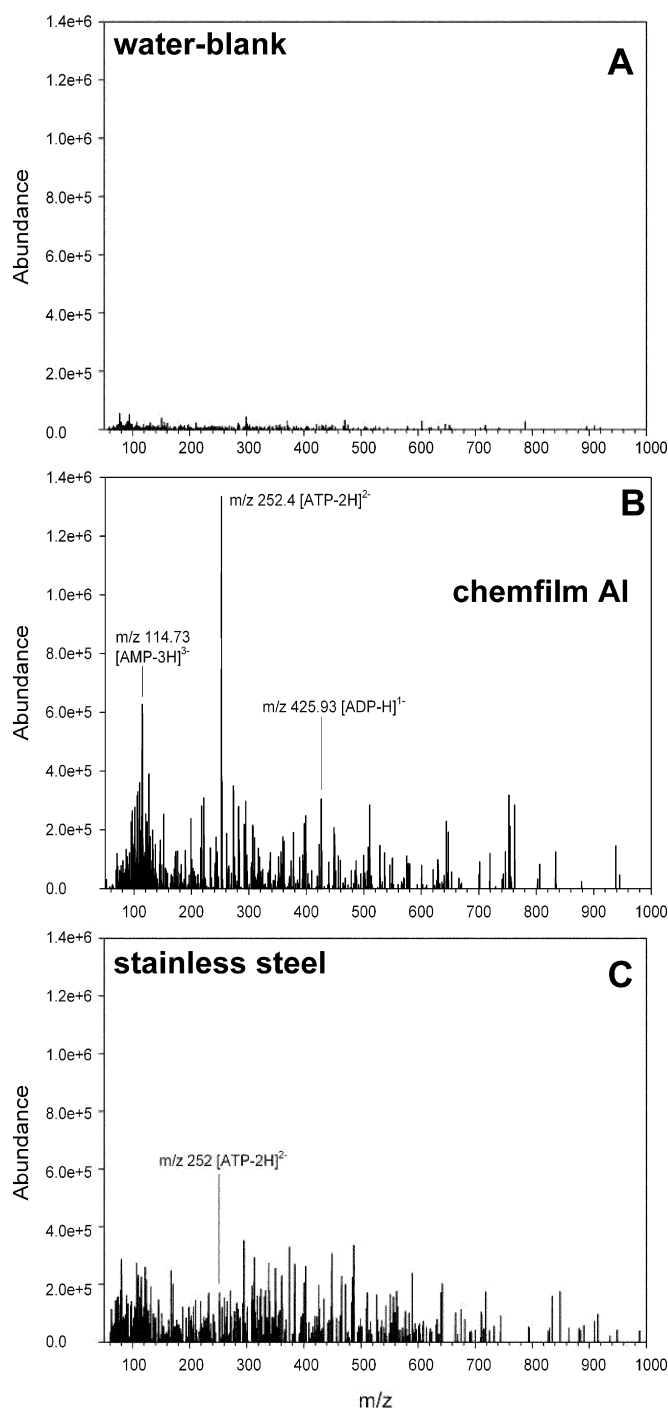 water-blank
A
1.4e+6
1.2e+6
1.0e+6
8.0e+5
6.0e+5
4.0e+5
2.0e+5
0.0
Abundance
100 200 300 400 500 600 700 800 900 1000
B
chemfilm Al
m/z 252.4 [ATP-2H]2-
m/z 114.73
[AMP-3H]3-
m/z 425.93 [ADP-H]1-
1.4e+6
1.2e+6
1.0e+6
8.0e+5
6.0e+5
4.0e+5
2.0e+5
0.0
Abundance
100 200 300 400 500 600 700 800 900 1000
stainless steel
C
m/z 252 [ATP-2H]2-
1.4e+6
1.2e+6
1.0e+6
8.0e+5
6.0e+5
4.0e+5
2.0e+5
0.0
Abundance
100 200 300 400 500 600 700 800 900 1000
m/z